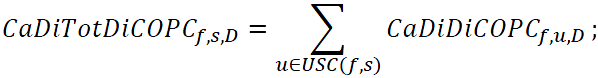 CaDiTotDiCOPC_{f,s,D} = ∑_{u∈USC(f,s)} CaDiDiCOPC_{f,u,D} ;